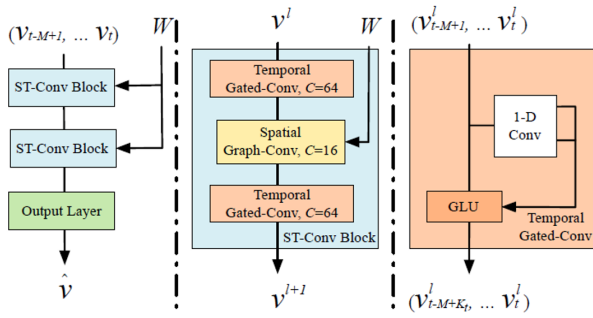 (v_{t-M+1}, ... v_t)
W
ST-Conv Block
ST-Conv Block
Output Layer
v̂
v^l
W
Temporal
Gated-Conv, C=64
Spatial
Graph-Conv, C=16
Temporal
Gated-Conv, C=64
ST-Conv Block
v^{l+1}
(v^l_{t-M+1}, ... v^l_t)
1-D
Conv
GLU
Temporal
Gated-Conv
(v^l_{t-M+K_t}, ... v^l_t)